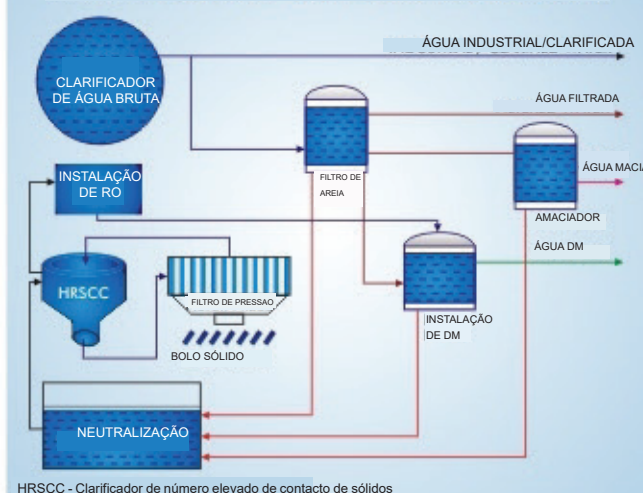 ÁGUA INDUSTRIAL/CLARIFICADA
CLARIFICADOR
DE ÁGUA BRUTA
ÁGUA FILTRADA
INSTALAÇÃO
DE RO
FILTRO DE
AREIA
ÁGUA MACIA
AMACIADOR
ÁGUA DM
HRSCC
FILTRO DE PRESSAO
INSTALAÇÃO
DE DM
BOLO SÓLIDO
NEUTRALIZAÇÃO
HRSCC - Clarificador de número elevado de contacto de sólidos